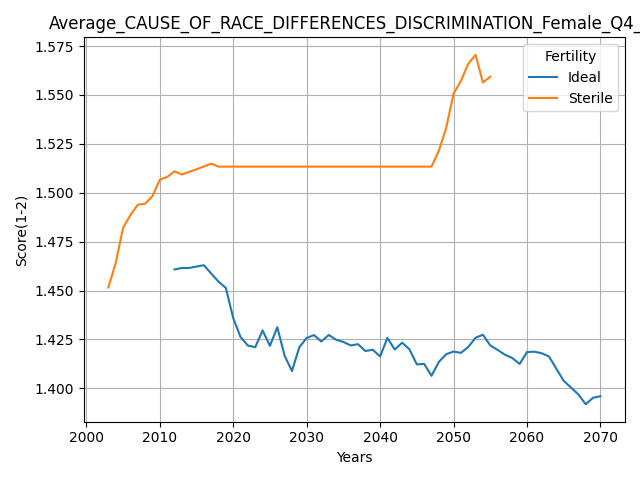 Average_CAUSE_OF_RACE_DIFFERENCES_DISCRIMINATION_Female_Q4_
1.575
1.550
1.525
1.500
1.475
1.450
1.425
1.400
Score(1-2)
Fertility
Ideal
Sterile
2000 2010 2020 2030 2040 2050 2060 2070
Years